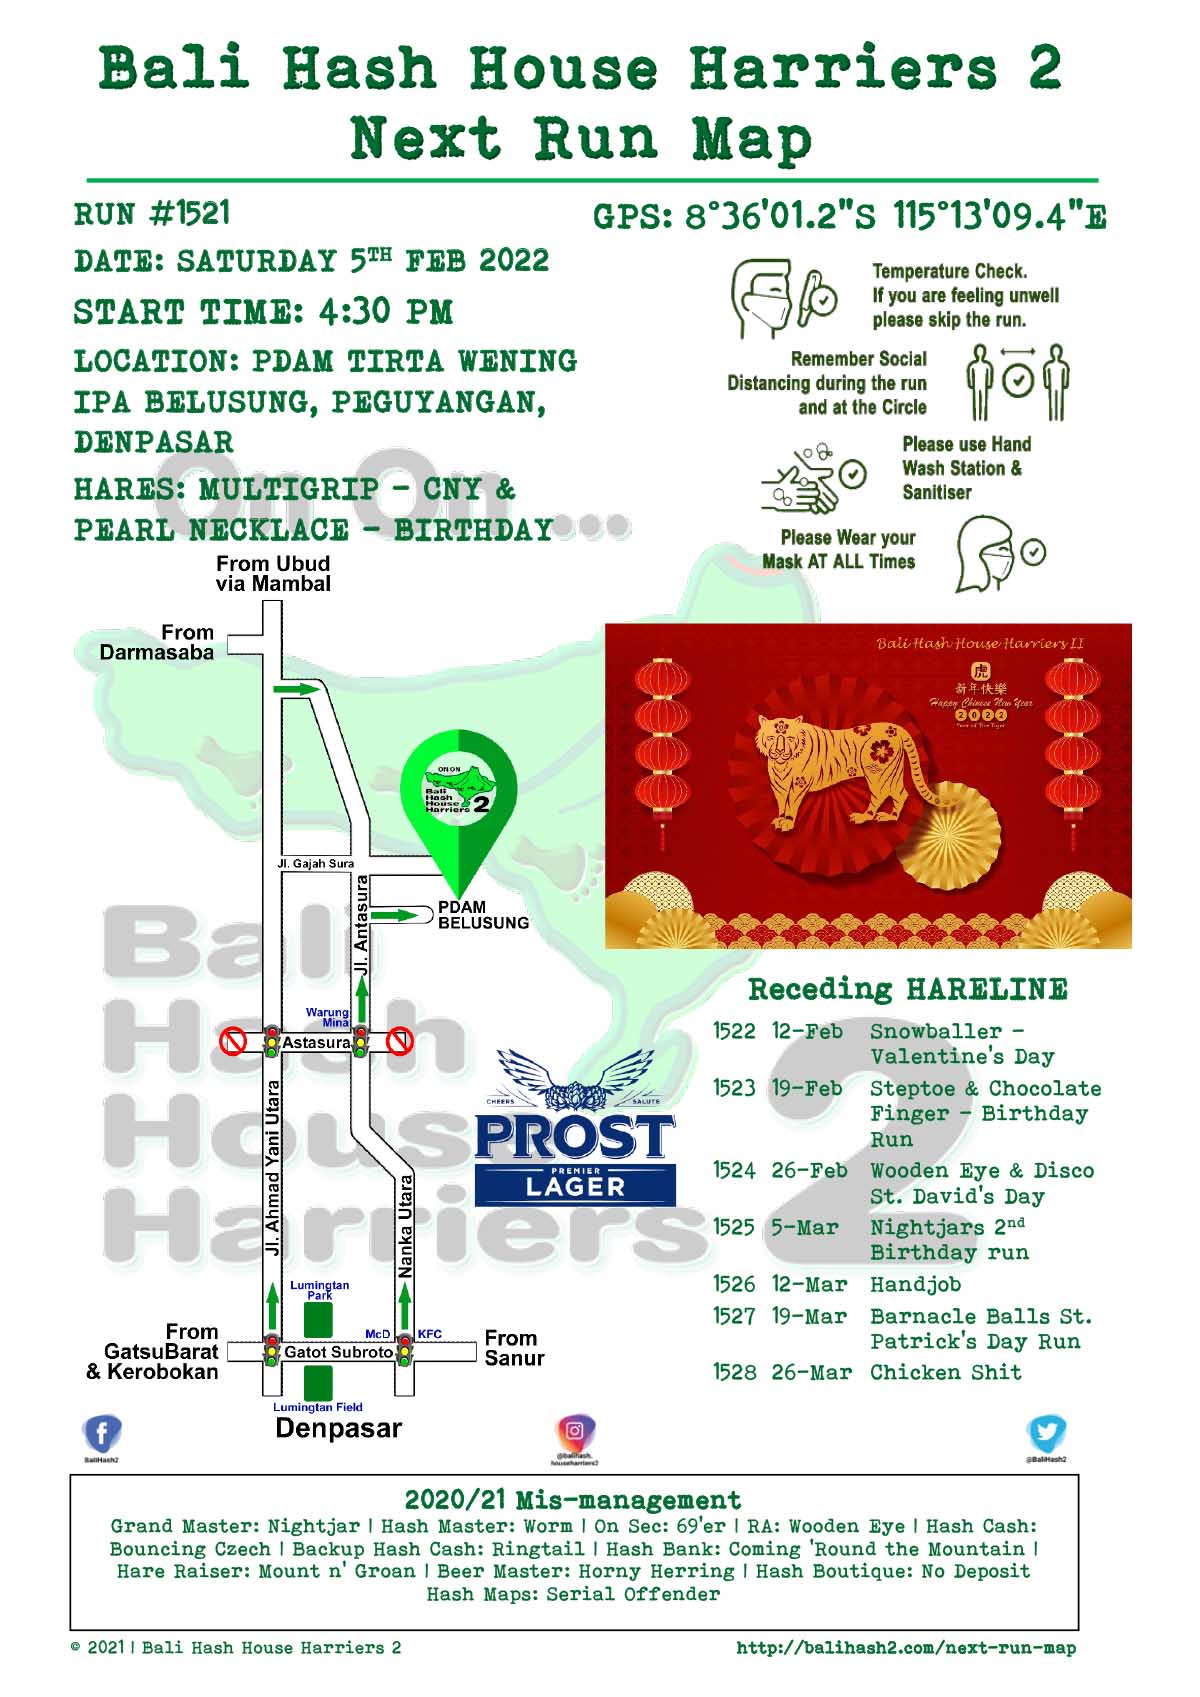 Bali Hash House Harriers 2
Next Run Map
RUN #1521
GPS: 8°36'01.2"S 115°13'09.4"E
DATE: SATURDAY 5TH FEB 2022
START TIME: 4:30 PM
LOCATION: PDAM TIRTA WENING
IPA BELUSUNG, PEGUYANGAN,
DENPASAR
HARES: MULTIGRIP - CNY &
PEARL NECKLACE - BIRTHDAY
On On ...
Temperature Check.
If you are feeling unwell
please skip the run.
Remember Social
Distancing during the run
and at the Circle
Please use Hand
Wash Station &
Sanitiser
Please Wear your
Mask AT ALL Times
From Ubud
via Mambal
From
Darmasaba
ON ON
Bali
Hash
House
Harriers 2
Jl. Gajah Sura
Jl. Antasura
PDAM
BELUSUNG
Warung
Mina
Astasura
Jl. Ahmad Yani Utara
Nanka Utara
Lumingtan
Park
McD
KFC
From
GatsuBarat
& Kerobokan
Gatot Subroto
From
Sanur
Lumingtan Field
Denpasar
Bali
Hash
House
Harriers 2
Bali Hash House Harriers II
虎
新年快樂
Happy Chinese New Year
2022
Year of The Tiger
CHEERS
SALUTE
PROST
PREMIER
LAGER
Receding HARELINE
1522 12-Feb Snowballer -
Valentine's Day
1523 19-Feb Steptoe & Chocolate
Finger - Birthday
Run
1524 26-Feb Wooden Eye & Disco
St. David's Day
1525 5-Mar Nightjars 2nd
Birthday run
1526 12-Mar Handjob
1527 19-Mar Barnacle Balls St.
Patrick's Day Run
1528 26-Mar Chicken Shit
BaliHash2
@balihash.
househarriers2
@BaliHash2
2020/21 Mis-management
Grand Master: Nightjar | Hash Master: Worm | On Sec: 69'er | RA: Wooden Eye | Hash Cash:
Bouncing Czech | Backup Hash Cash: Ringtail | Hash Bank: Coming 'Round the Mountain |
Hare Raiser: Mount n' Groan | Beer Master: Horny Herring | Hash Boutique: No Deposit
Hash Maps: Serial Offender
© 2021 | Bali Hash House Harriers 2
http://balihash2.com/next-run-map